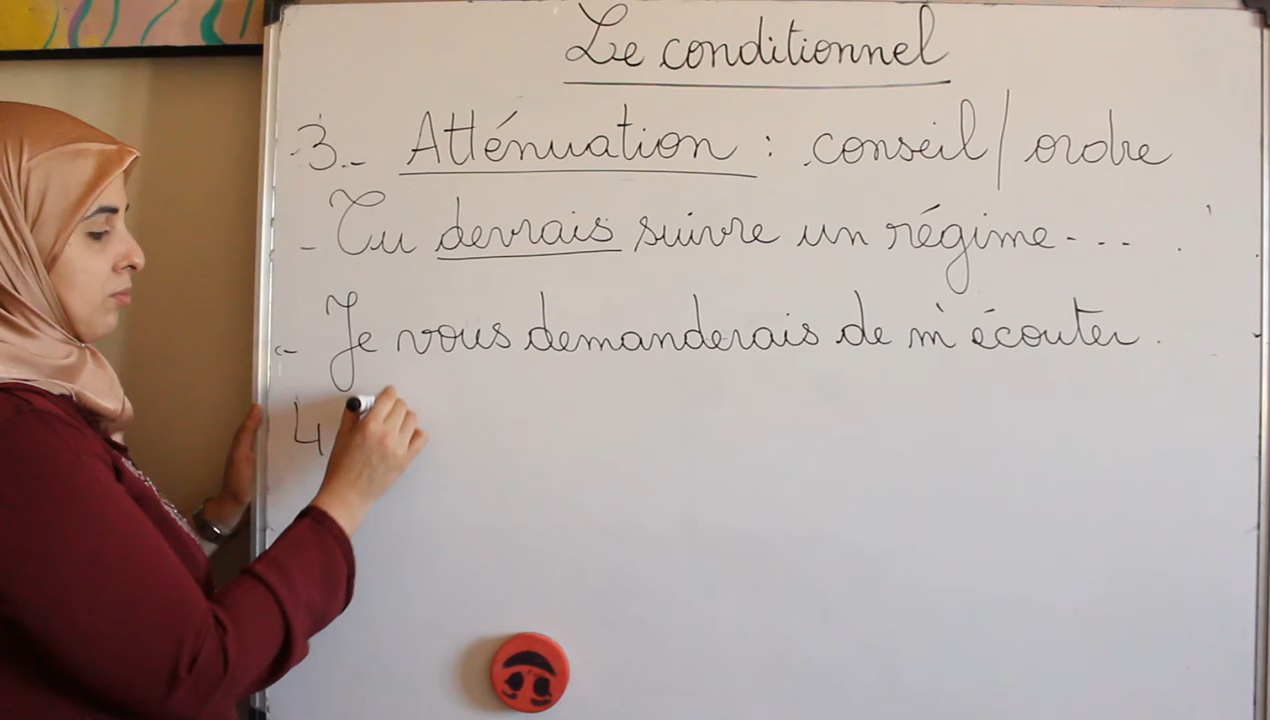 Le conditionnel
3.- Atténuation : conseil / ordre
- Tu devrais suivre un régime - . . .
- Je vous demanderais de m'écouter.
4